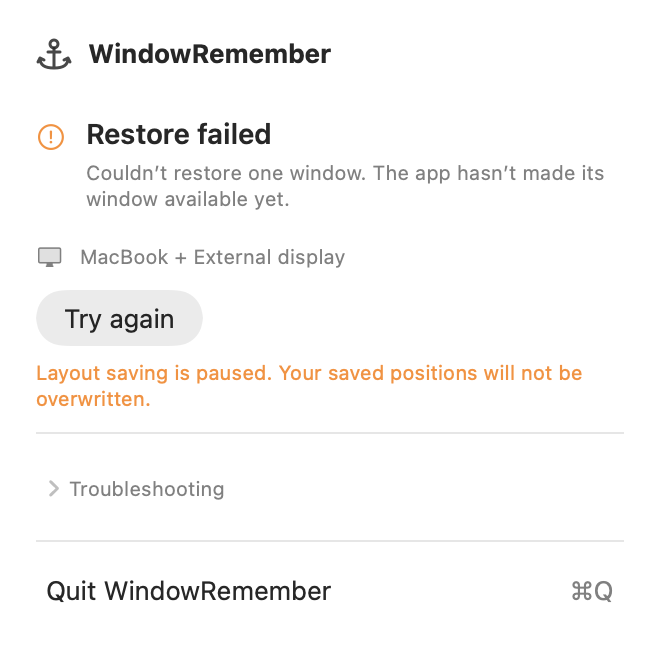 WindowRemember
Restore failed
Couldn’t restore one window. The app hasn’t made its
window available yet.
MacBook + External display
Try again
Layout saving is paused. Your saved positions will not be
overwritten.
Troubleshooting
Quit WindowRemember ⌘Q